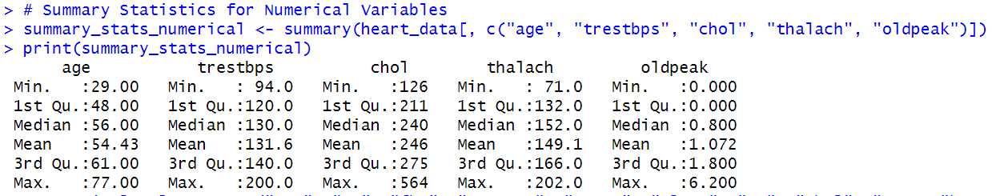 > # Summary Statistics for Numerical Variables
> summary_stats_numerical <- summary(heart_data[, c("age", "trestbps", "chol", "thalach", "oldpeak")])
> print(summary_stats_numerical)
      age           trestbps          chol        thalach         oldpeak
 Min.   :29.00   Min.   : 94.0   Min.   :126   Min.   : 71.0   Min.   :0.000
 1st Qu.:48.00   1st Qu.:120.0   1st Qu.:211   1st Qu.:132.0   1st Qu.:0.000
 Median :56.00   Median :130.0   Median :240   Median :152.0   Median :0.800
 Mean   :54.43   Mean   :131.6   Mean   :246   Mean   :149.1   Mean   :1.072
 3rd Qu.:61.00   3rd Qu.:140.0   3rd Qu.:275   3rd Qu.:166.0   3rd Qu.:1.800
 Max.   :77.00   Max.   :200.0   Max.   :564   Max.   :202.0   Max.   :6.200